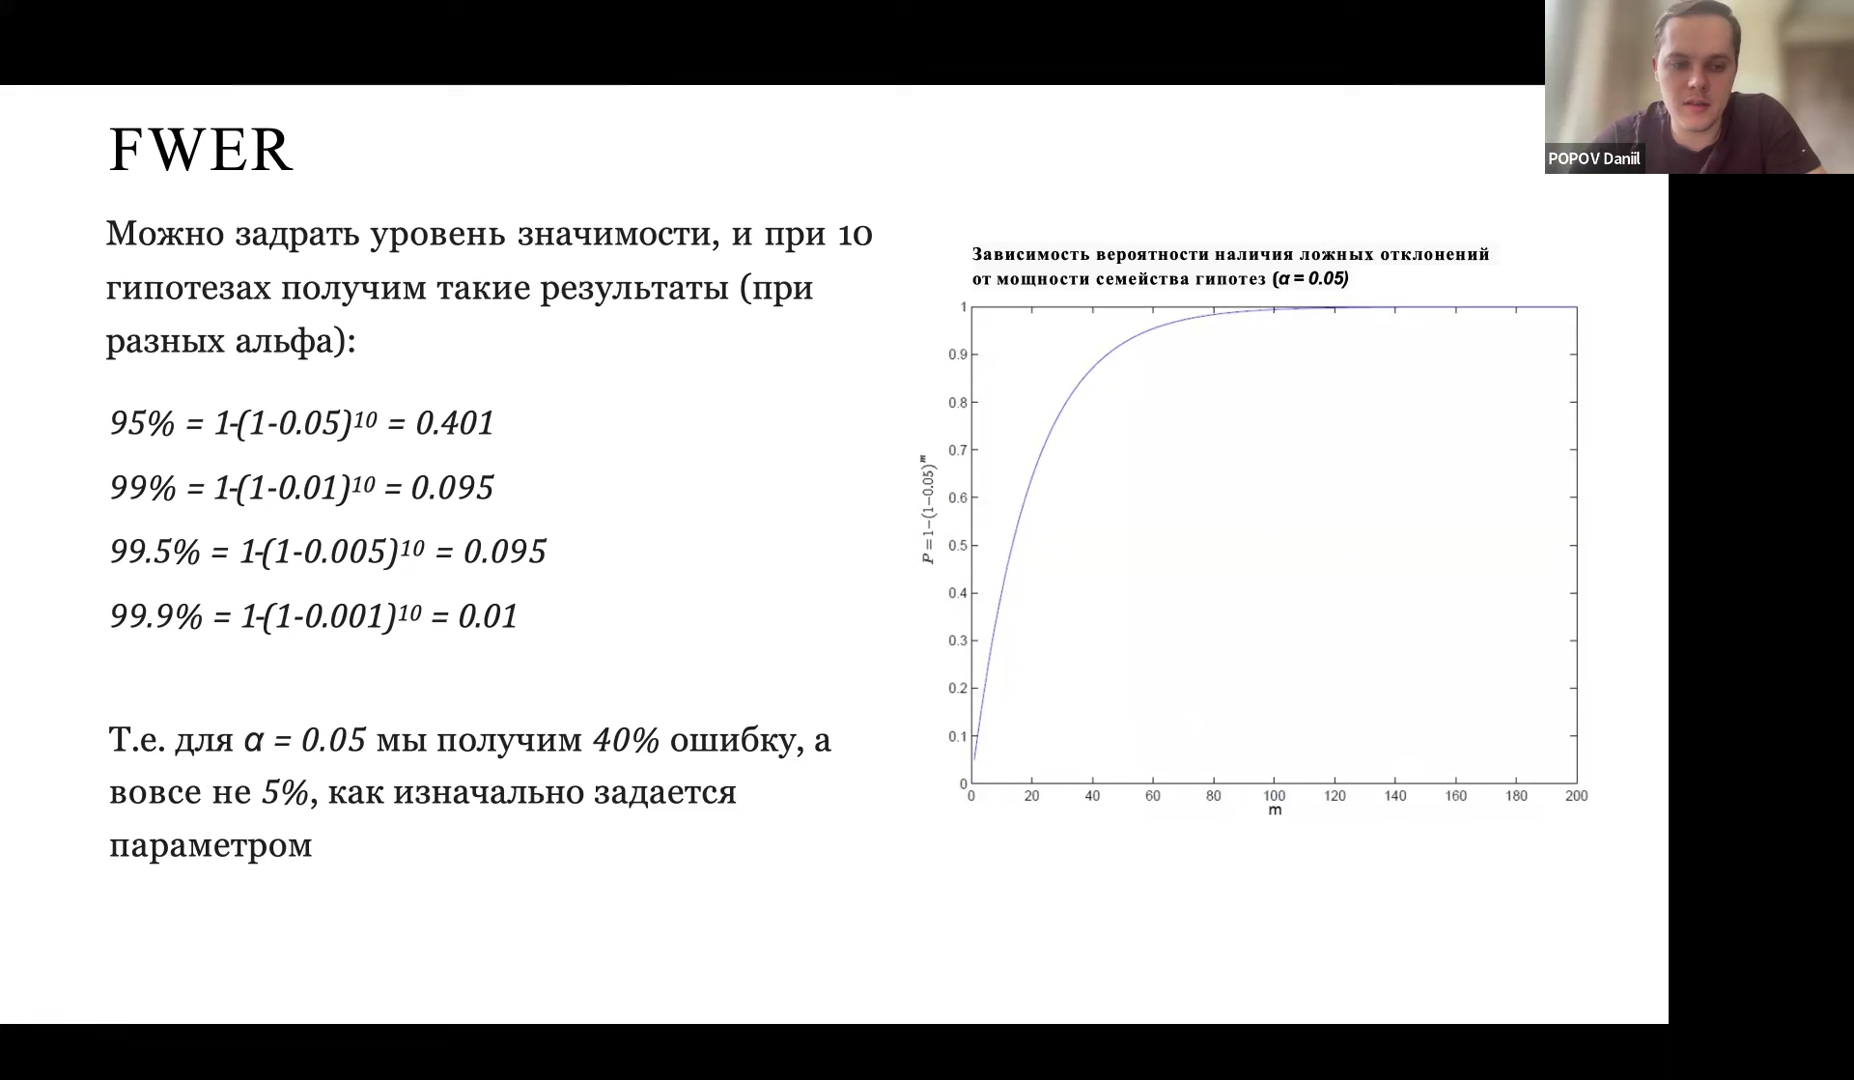 FWER
Можно задрать уровень значимости, и при 10
гипотезах получим такие результаты (при
разных альфа):
95% = 1-(1-0.05)¹⁰ = 0.401
99% = 1-(1-0.01)¹⁰ = 0.095
99.5% = 1-(1-0.005)¹⁰ = 0.095
99.9% = 1-(1-0.001)¹⁰ = 0.01
Т.е. для α = 0.05 мы получим 40% ошибку, а
вовсе не 5%, как изначально задается
параметром
Зависимость вероятности наличия ложных отклонений
от мощности семейства гипотез (α = 0.05)
1
0.9
0.8
0.7
0.6
0.5
0.4
0.3
0.2
0.1
0
P = 1−(1−0.05)ᵐ
0 20 40 60 80 100 120 140 160 180 200
m
POPOV Daniil